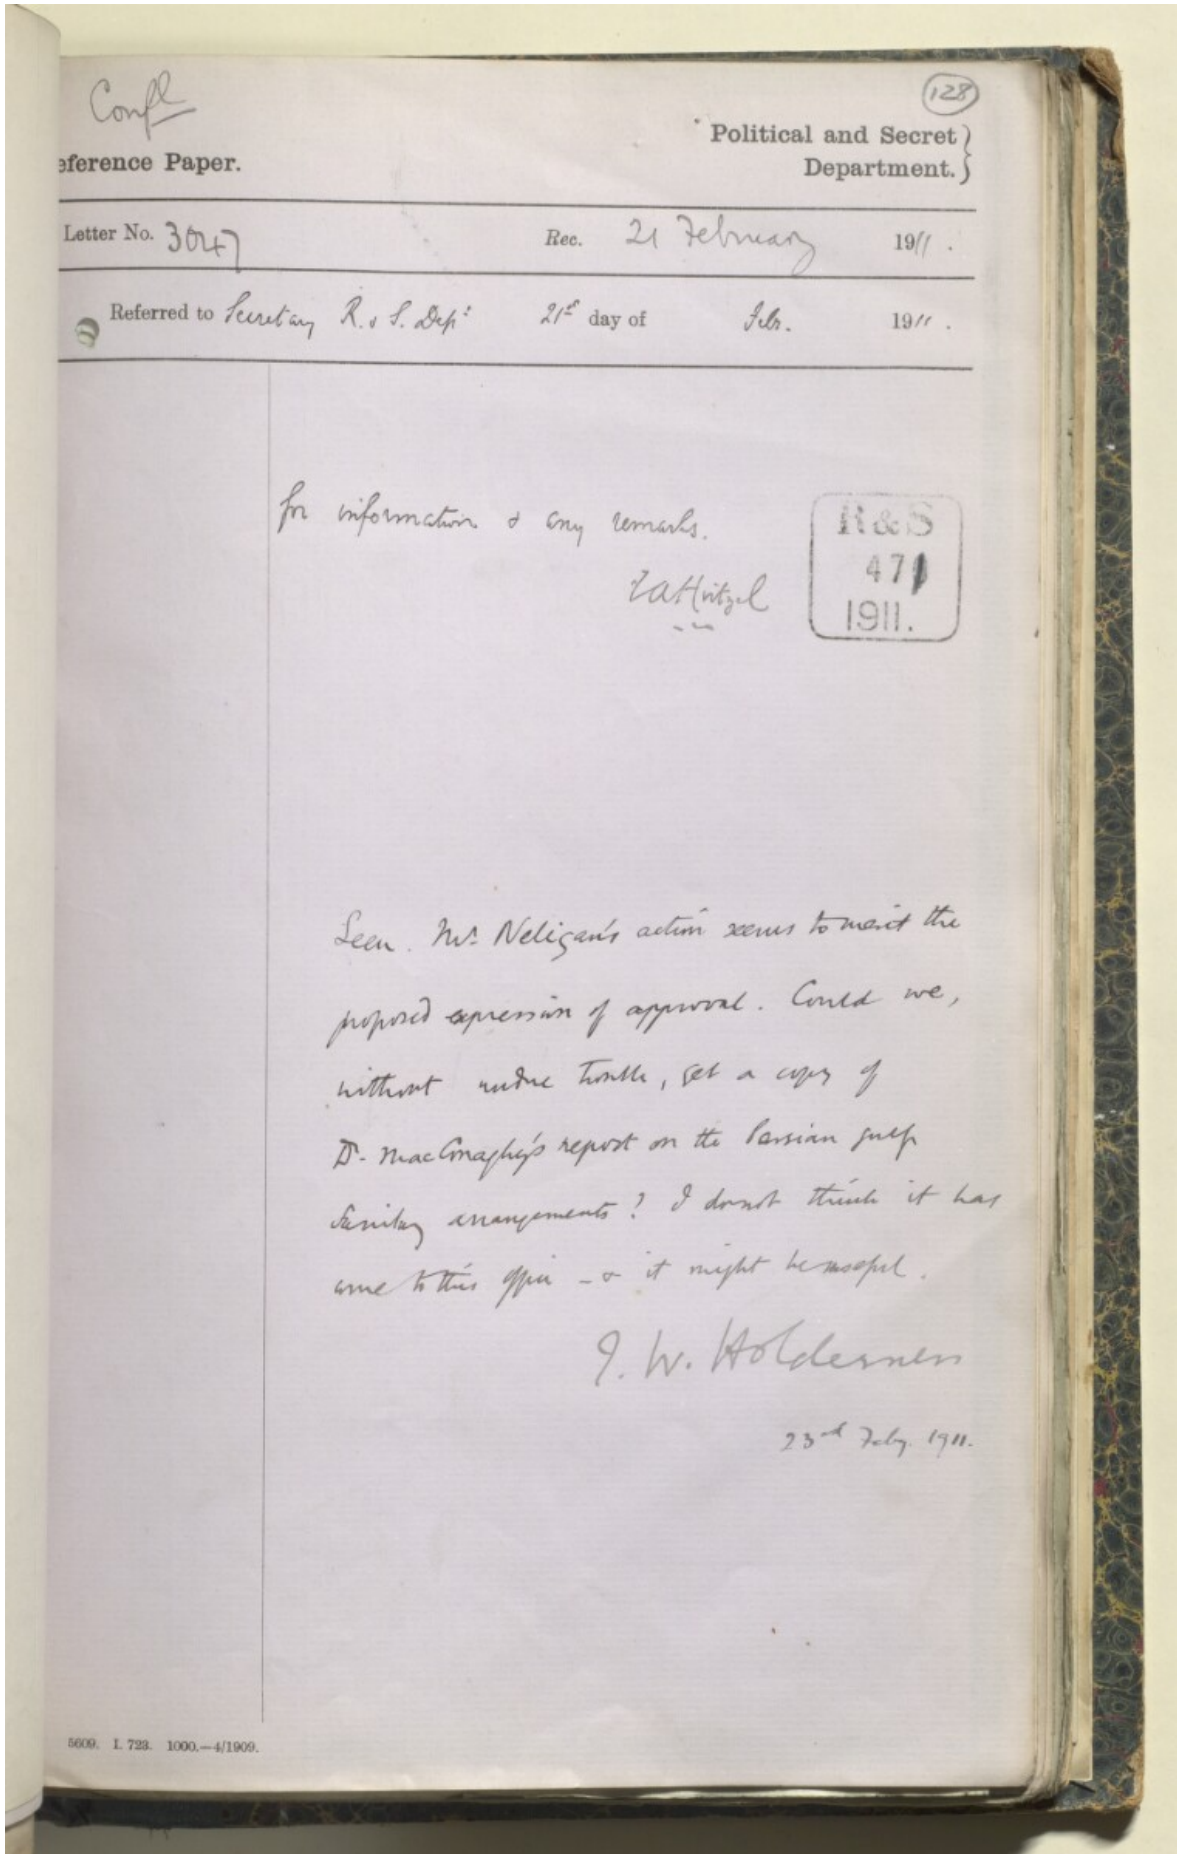 Confl
128
eference Paper.
Political and Secret
Department.
Letter No. 3047 Rec. 21 February 1911.
Referred to Secretary R. & S. Dept 21st day of Feb. 1911.
for information & any remarks.
FAHirtzel
R&S
471
1911.
Seen. Mr. Neligan's action seems to merit the
proposed expression of approval. Could we,
without undue trouble, get a copy of
Dr. MacConaghy's report on the Persian gulf
Sanitary arrangements? I do not think it has
come to this office - & it might be useful.
T. W. Holderness
23rd Feby. 1911.
5609. I. 723. 1000.—4/1909.